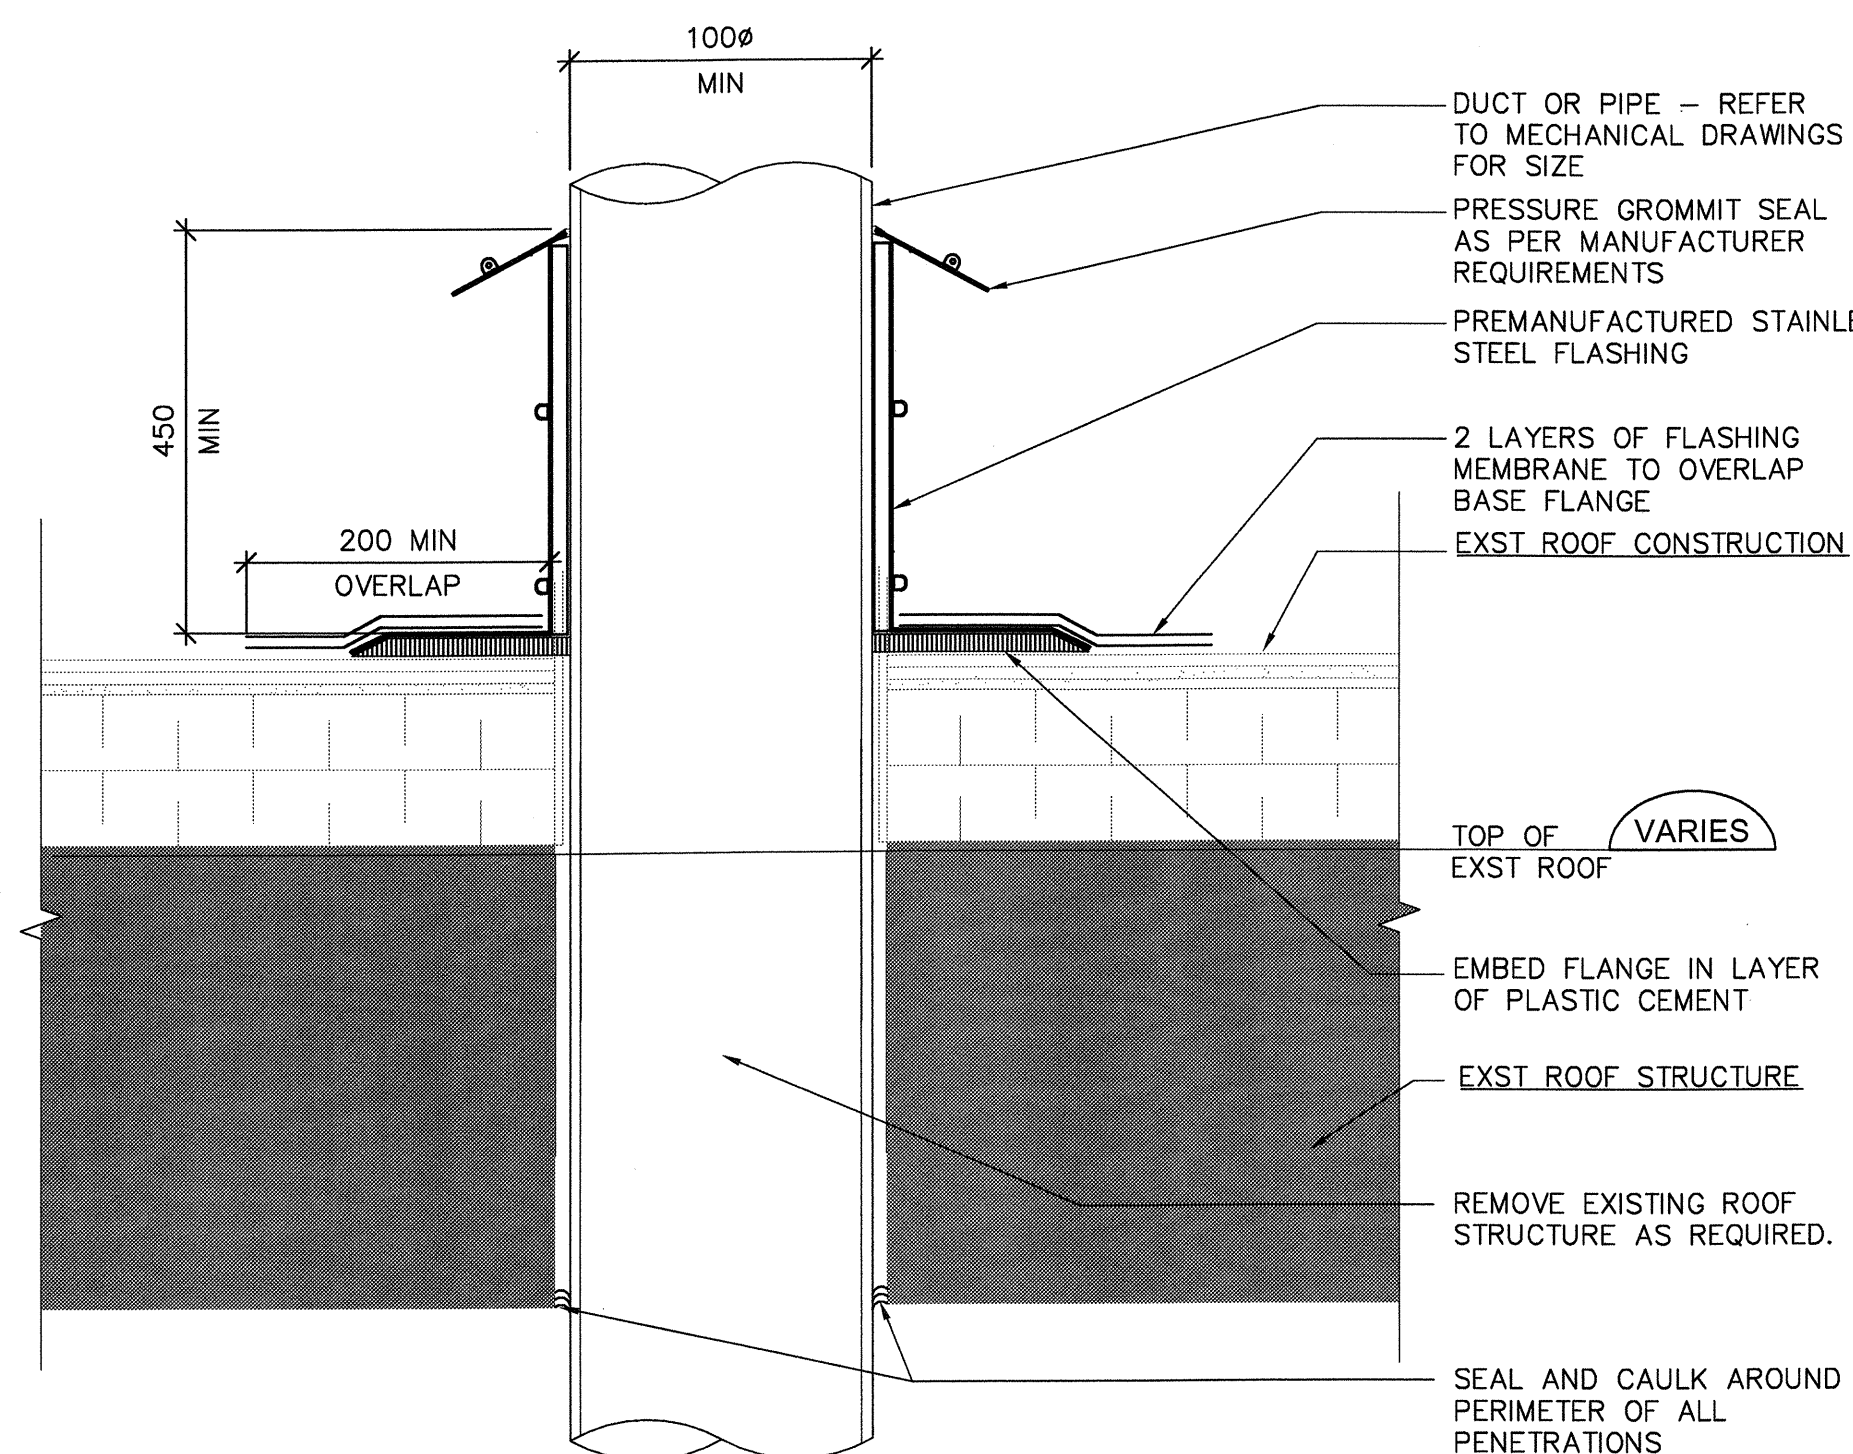 100ø
MIN
DUCT OR PIPE – REFER
TO MECHANICAL DRAWINGS
FOR SIZE
PRESSURE GROMMIT SEAL
AS PER MANUFACTURER
REQUIREMENTS
PREMANUFACTURED STAINLE
STEEL FLASHING
450
MIN
2 LAYERS OF FLASHING
MEMBRANE TO OVERLAP
BASE FLANGE
200 MIN
OVERLAP
EXST ROOF CONSTRUCTION
TOP OF
EXST ROOF
VARIES
EMBED FLANGE IN LAYER
OF PLASTIC CEMENT
EXST ROOF STRUCTURE
REMOVE EXISTING ROOF
STRUCTURE AS REQUIRED.
SEAL AND CAULK AROUND
PERIMETER OF ALL
PENETRATIONS